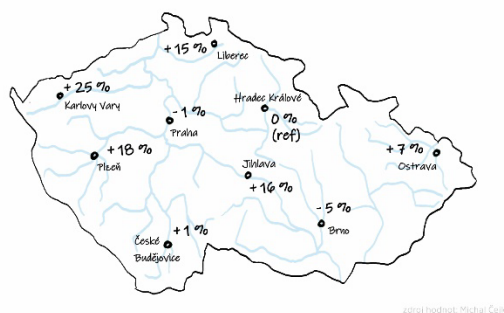 +15 %
Liberec
+25 %
Karlovy Vary
Hradec Králové
0 %
(ref)
-1 %
Praha
+18 %
Plzeň
+7 %
Ostrava
Jihlava
+16 %
-5 %
Brno
+1 %
České
Budějovice
zdroj hodnot: Michal